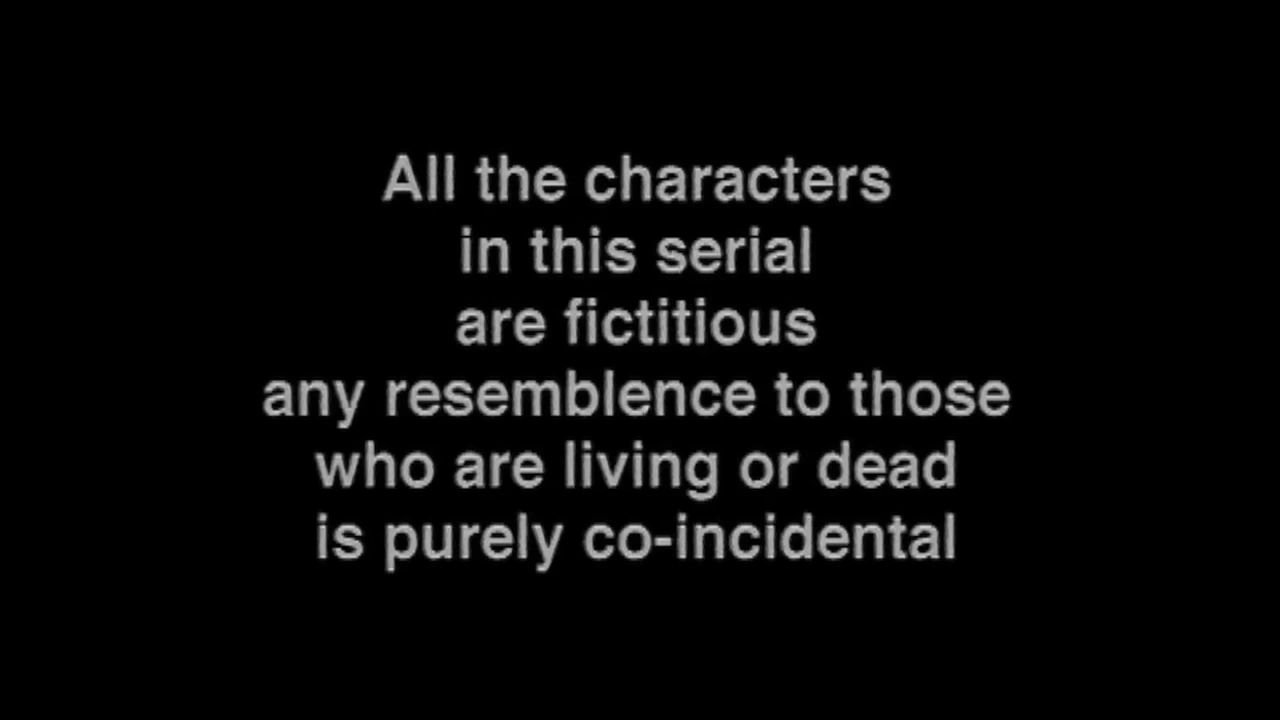 All the characters
in this serial
are fictitious
any resemblence to those
who are living or dead
is purely co-incidental